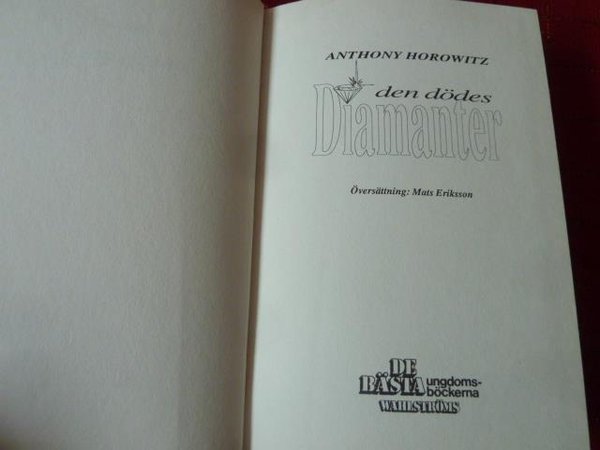 ANTHONY HOROWITZ
den dödes
Diamanter
Översättning: Mats Eriksson
DE
BÄSTA ungdoms-
böckerna
WAHLSTRÖMS